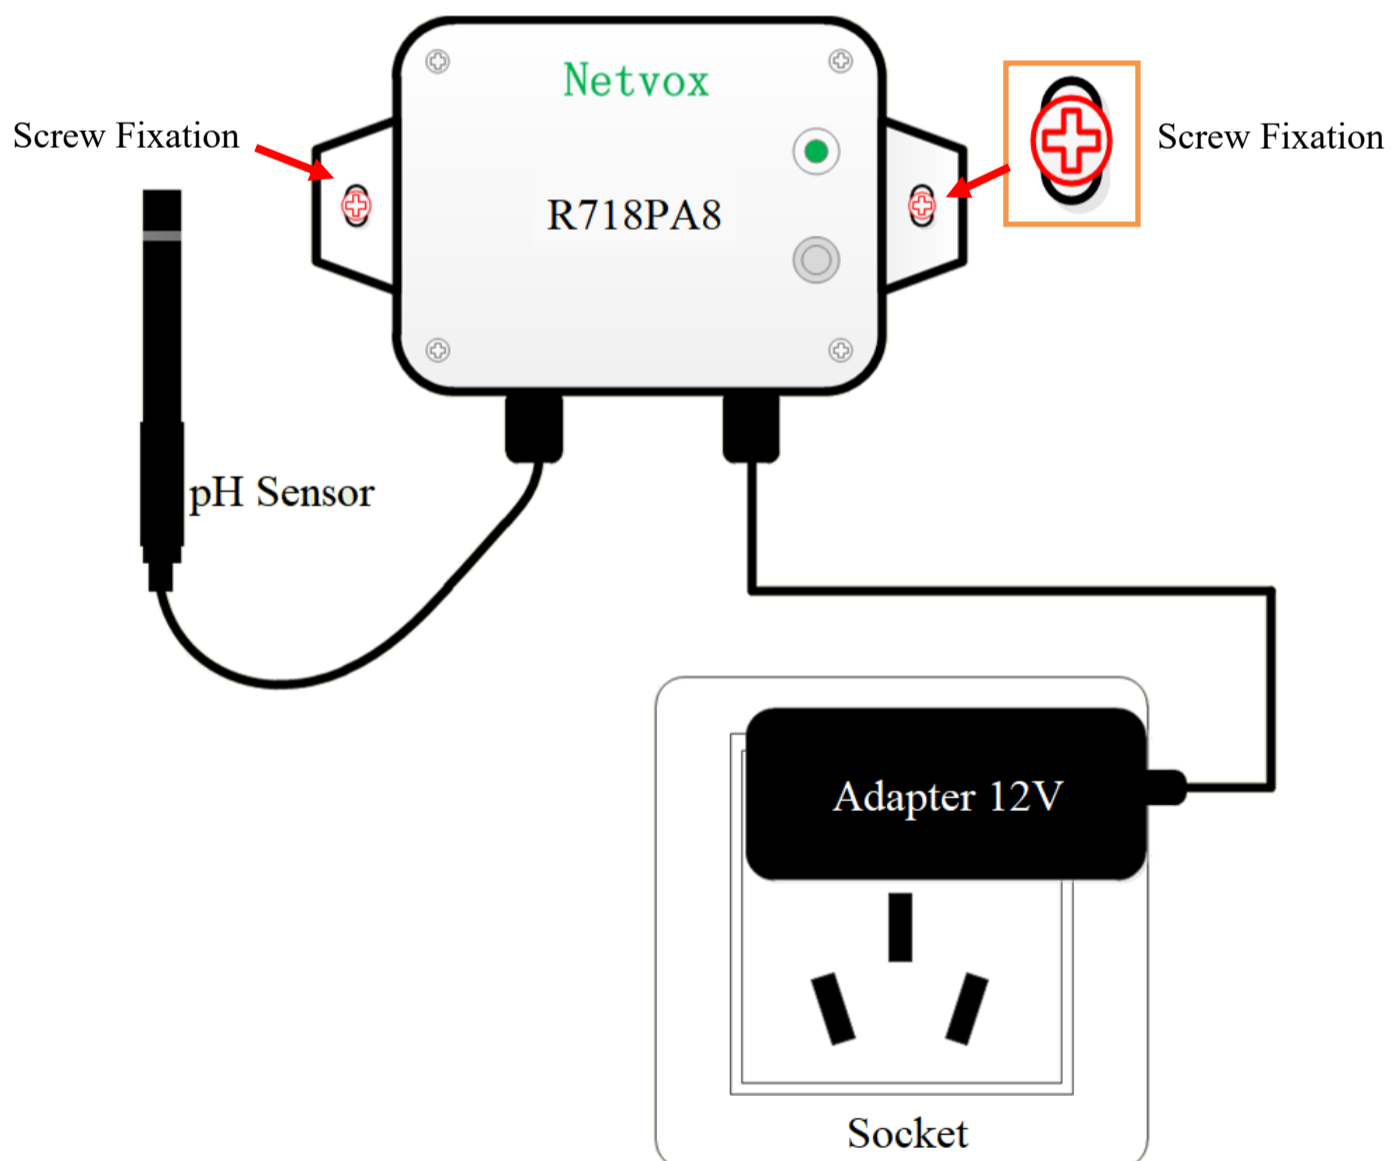 Netvox
Screw Fixation
Screw Fixation
R718PA8
pH Sensor
Adapter 12V
Socket